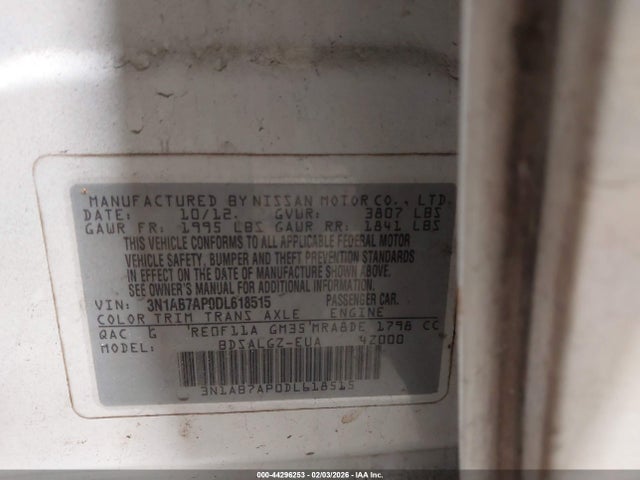 MANUFACTURED BY NISSAN MOTOR CO., LTD.
DATE: 10/12. GVWR: 3807 LBS
GAWR FR: 1995 LBS GAWR RR: 1841 LBS
THIS VEHICLE CONFORMS TO ALL APPLICABLE FEDERAL MOTOR
VEHICLE SAFETY, BUMPER AND THEFT PREVENTION STANDARDS
IN EFFECT ON THE DATE OF MANUFACTURE SHOWN ABOVE.
SEE OWNER'S MANUAL FOR ADDITIONAL INFORMATION.
VIN: 3N1AB7AP0DL618515 PASSENGER CAR.
COLOR TRIM TRANS AXLE ENGINE
QAC G RE0F11A GM35 MRA8DE 1798 CC
MODEL: BDSALGZ-EUA 4Z000
3N1AB7AP0DL618515
000-44296253 - 02/03/2026 - IAA Inc.